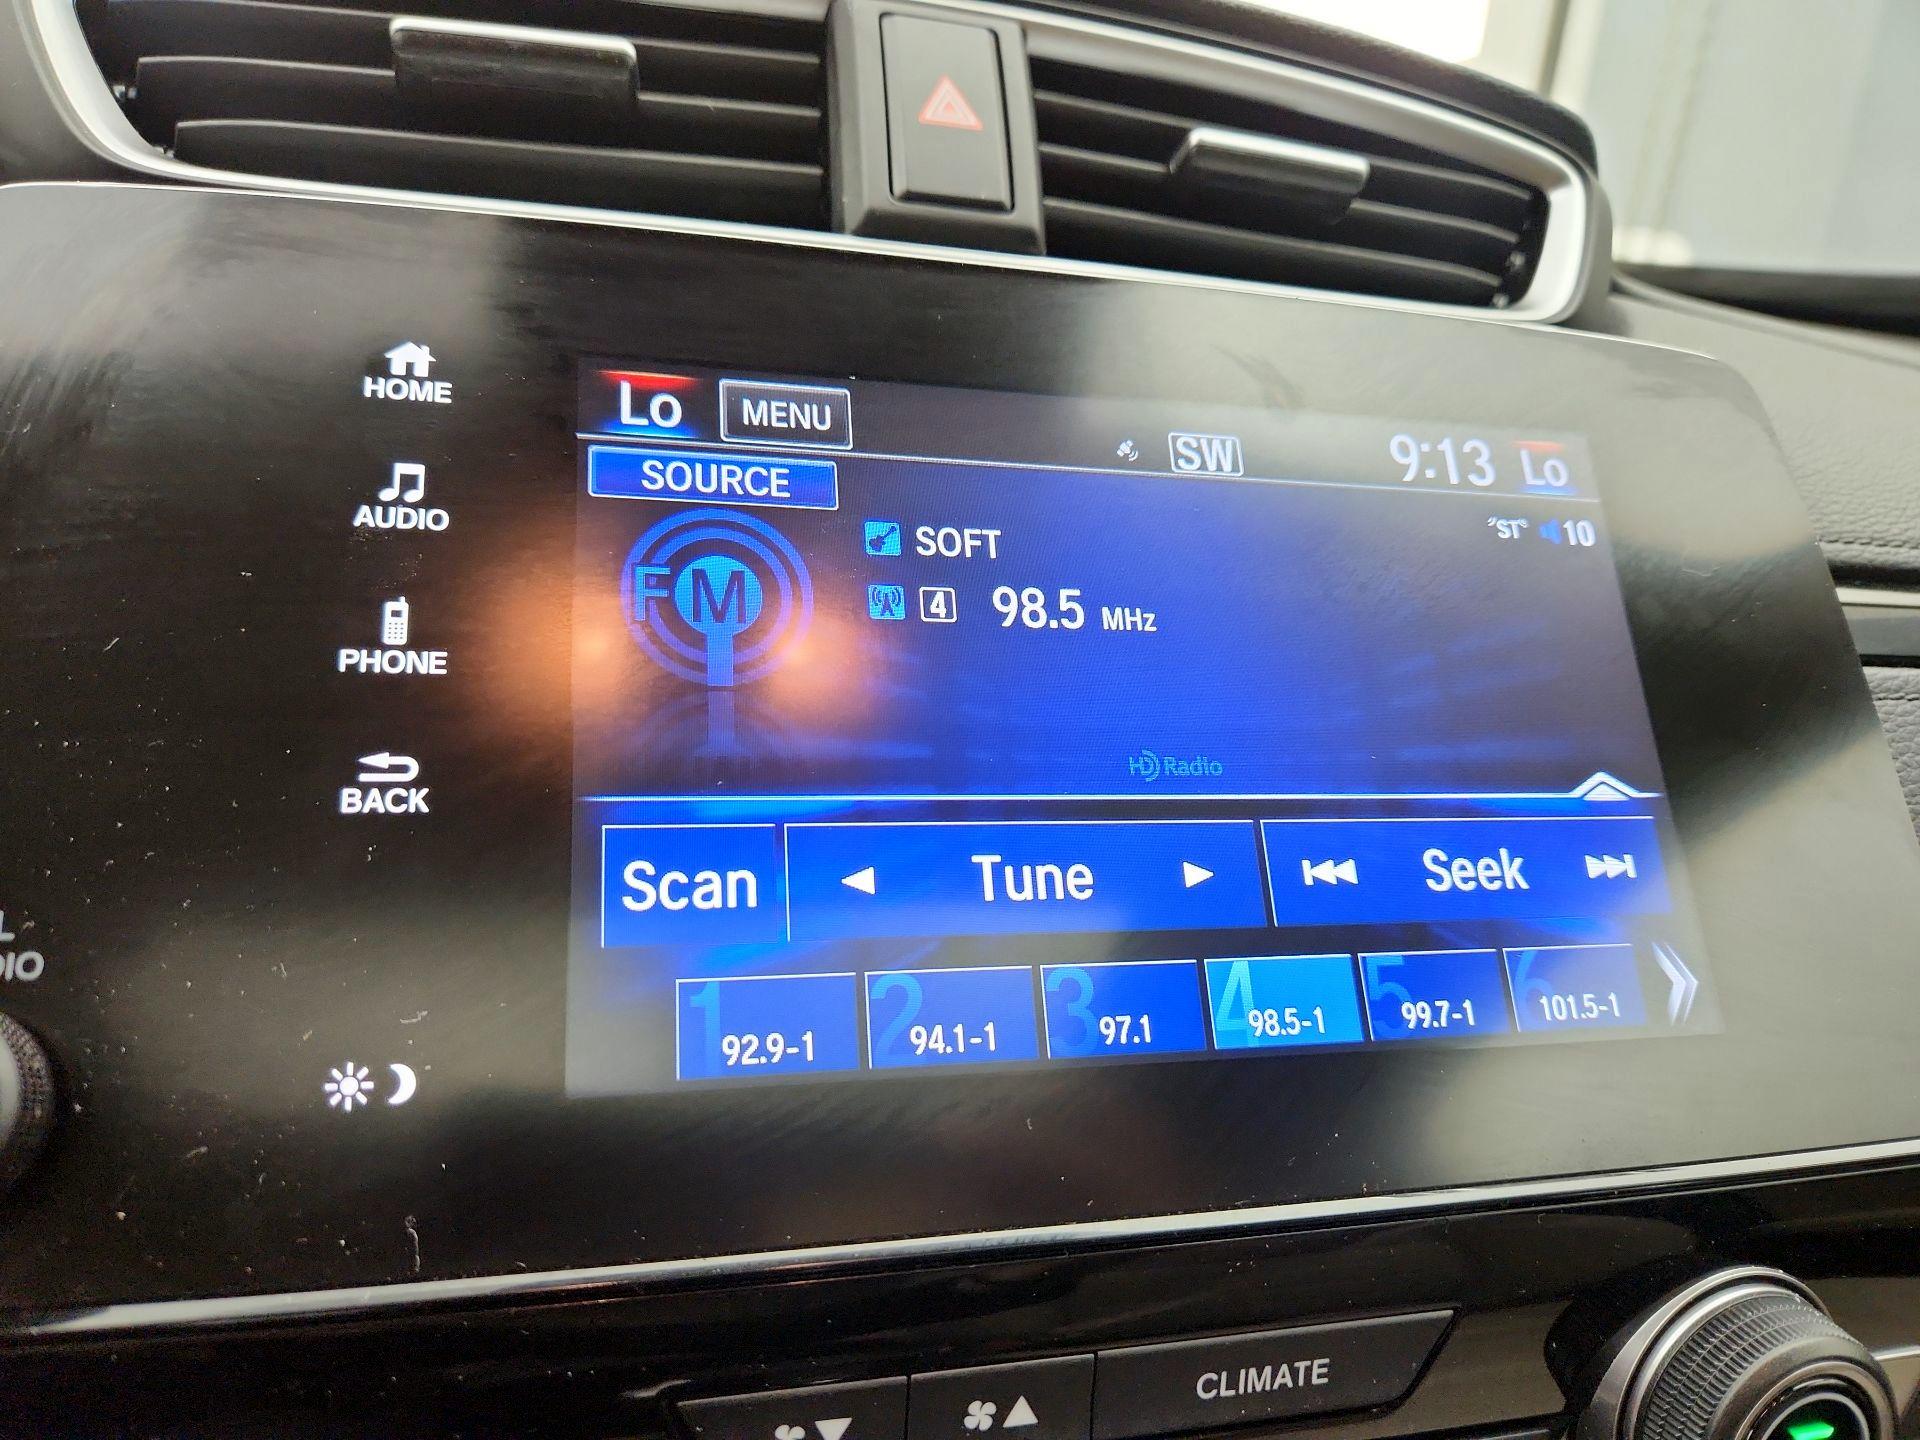 HOME
AUDIO
PHONE
BACK
Lo
MENU
SW
9:13
Lo
SOURCE
FM
SOFT
ST
10
4
98.5 MHz
HD Radio
Scan
Tune
Seek
1 92.9-1
2 94.1-1
3 97.1
4 98.5-1
5 99.7-1
6 101.5-1
CLIMATE